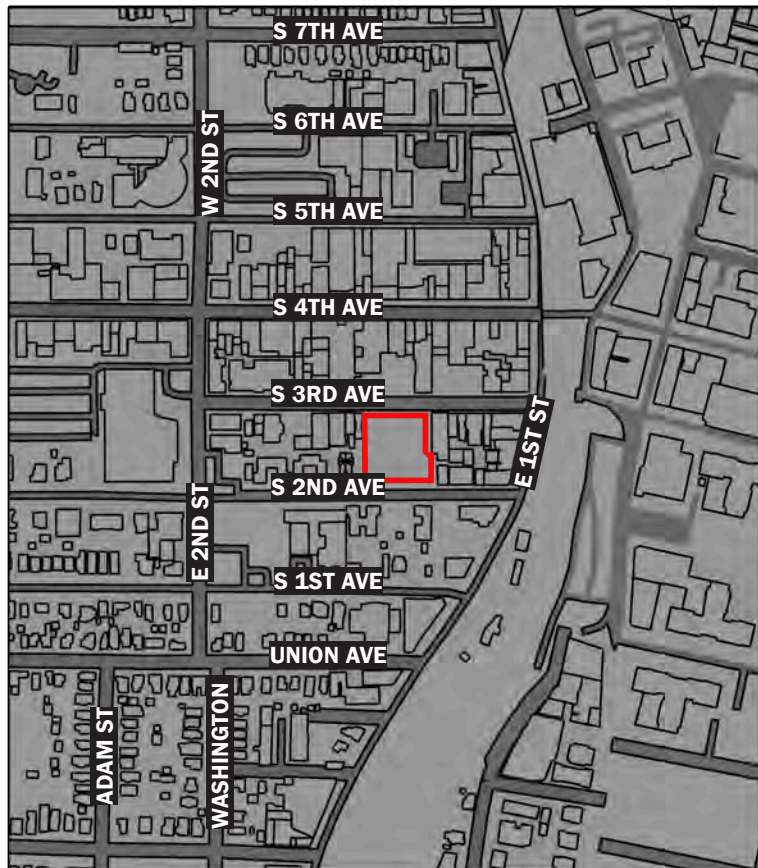 S 7TH AVE
S 6TH AVE
W 2ND ST
S 5TH AVE
S 4TH AVE
S 3RD AVE
E 1ST ST
S 2ND AVE
E 2ND ST
S 1ST AVE
UNION AVE
ADAM ST
WASHINGTON